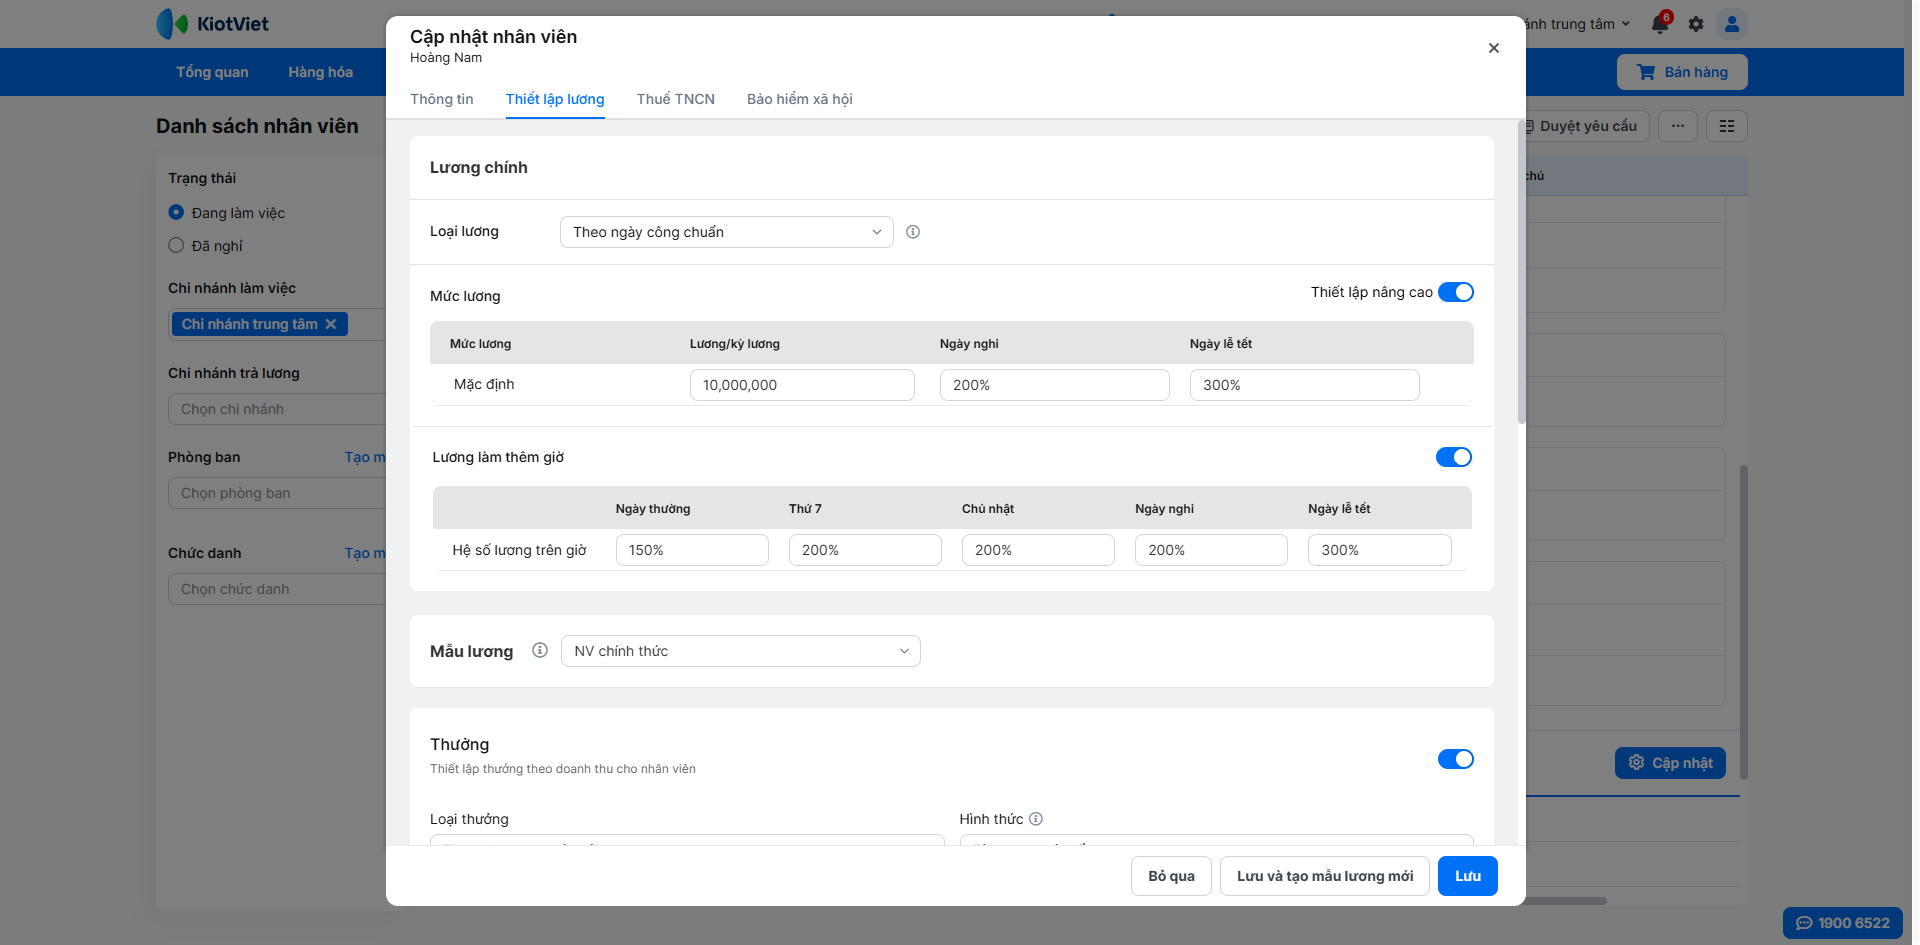 KiotViet
ánh trung tâm
6
Tổng quan
Hàng hóa
Bán hàng
Danh sách nhân viên
Duyệt yêu cầu
Trạng thái
Đang làm việc
Đã nghỉ
Chi nhánh làm việc
Chi nhánh trung tâm
Chi nhánh trả lương
Chọn chi nhánh
Phòng ban
Tạo m
Chọn phòng ban
Chức danh
Tạo m
Chọn chức danh
chú
Cập nhật
1900 6522
Cập nhật nhân viên
Hoàng Nam
Thông tin
Thiết lập lương
Thuế TNCN
Bảo hiểm xã hội
Lương chính
Loại lương
Theo ngày công chuẩn
Mức lương
Thiết lập nâng cao
Mức lương
Lương/kỳ lương
Ngày nghỉ
Ngày lễ tết
Mặc định
10,000,000
200%
300%
Lương làm thêm giờ
Ngày thường
Thứ 7
Chủ nhật
Ngày nghỉ
Ngày lễ tết
Hệ số lương trên giờ
150%
200%
200%
200%
300%
Mẫu lương
NV chính thức
Thưởng
Thiết lập thưởng theo doanh thu cho nhân viên
Loại thưởng
Hình thức
Bỏ qua
Lưu và tạo mẫu lương mới
Lưu